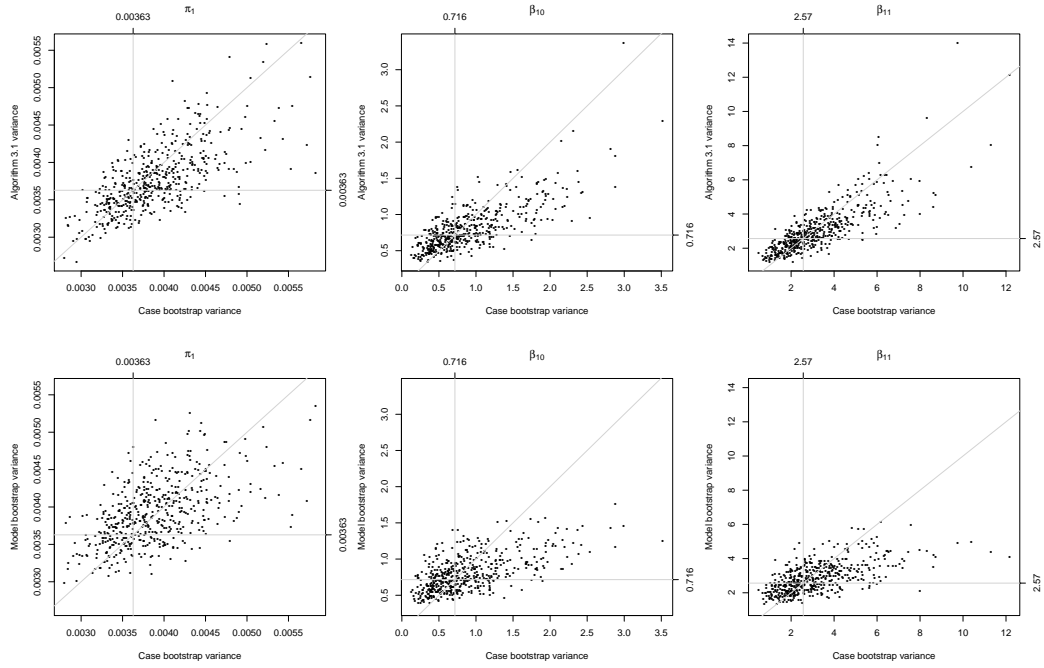 π1
β10
β11
0.00363
0.716
2.57
Algorithm 3.1 variance
0.0030 0.0035 0.0040 0.0045 0.0050 0.0055
0.00363
0.0030 0.0035 0.0040 0.0045 0.0050 0.0055
Case bootstrap variance
Algorithm 3.1 variance
0.5 1.0 1.5 2.0 2.5 3.0
0.716
0.0 0.5 1.0 1.5 2.0 2.5 3.0 3.5
Case bootstrap variance
Algorithm 3.1 variance
2 4 6 8 10 12 14
2.57
2 4 6 8 10 12
Case bootstrap variance
π1
β10
β11
0.00363
0.716
2.57
Model bootstrap variance
0.0030 0.0035 0.0040 0.0045 0.0050 0.0055
0.00363
0.0030 0.0035 0.0040 0.0045 0.0050 0.0055
Case bootstrap variance
Model bootstrap variance
0.5 1.0 1.5 2.0 2.5 3.0
0.716
0.0 0.5 1.0 1.5 2.0 2.5 3.0 3.5
Case bootstrap variance
Model bootstrap variance
2 4 6 8 10 12 14
2.57
2 4 6 8 10 12
Case bootstrap variance